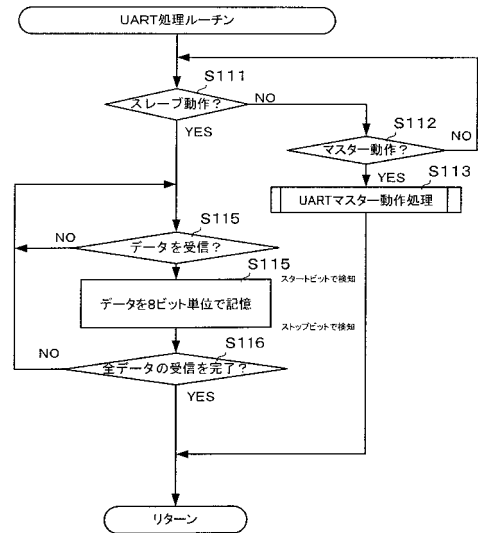 UART処理ルーチン
S111
スレーブ動作?
NO
YES
S112
マスター動作?
NO
YES
S113
UARTマスター動作処理
S115
データを受信?
NO
S115
スタートビットで検知
データを8ビット単位で記憶
ストップビットで検知
S116
全データの受信を完了?
NO
YES
リターン